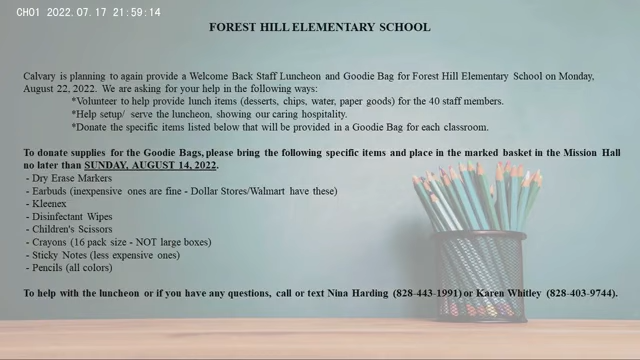 CH01 2022.07.17 21:59:14
FOREST HILL ELEMENTARY SCHOOL
Calvary is planning to again provide a Welcome Back Staff Luncheon and Goodie Bag for Forest Hill Elementary School on Monday,
August 22, 2022. We are asking for your help in the following ways:
*Volunteer to help provide lunch items (desserts, chips, water, paper goods) for the 40 staff members.
*Help setup/ serve the luncheon, showing our caring hospitality.
*Donate the specific items listed below that will be provided in a Goodie Bag for each classroom.
To donate supplies for the Goodie Bags, please bring the following specific items and place in the marked basket in the Mission Hall
no later than SUNDAY, AUGUST 14, 2022.
- Dry Erase Markers
- Earbuds (inexpensive ones are fine - Dollar Stores/Walmart have these)
- Kleenex
- Disinfectant Wipes
- Children's Scissors
- Crayons (16 pack size - NOT large boxes)
- Sticky Notes (less expensive ones)
- Pencils (all colors)
To help with the luncheon or if you have any questions, call or text Nina Harding (828-443-1991) or Karen Whitley (828-403-9744).